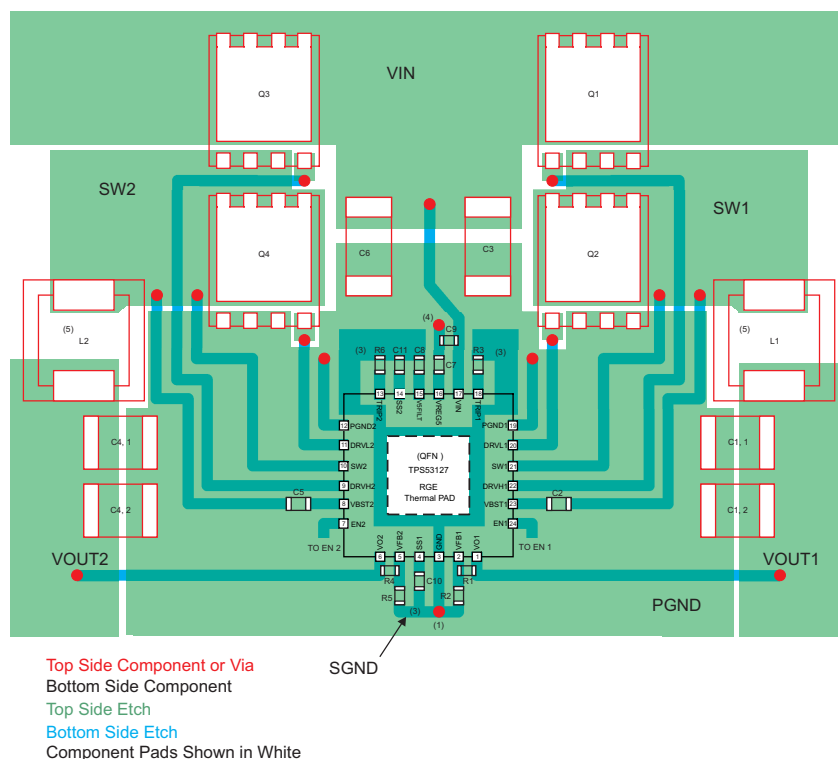 VIN
Q3
Q1
SW2
SW1
Q4
Q2
C6
C3
(5)
L2
(5)
L1
(4)
C9
(3)
R6
C11
C8
C7
R3
(3)
13
14
15
16
17
18
TRIP2
SS2
V5FILT
VREG5
VIN
TRIP1
12
PGND2
PGND1
19
11
DRVL2
DRVL1
20
10
SW2
SW1
21
9
DRVH2
DRVH1
22
8
VBST2
VBST1
23
7
EN2
EN1
24
(QFN )
TPS53127
RGE
Thermal PAD
C4, 1
C1, 1
C4, 2
C1, 2
C5
C2
TO EN 2
TO EN 1
VO2
VFB2
SS1
GND
VFB1
VO1
6
5
4
3
2
1
VOUT2
VOUT1
R4
C10
R1
R5
R2
(3)
(1)
PGND
SGND
Top Side Component or Via
Bottom Side Component
Top Side Etch
Bottom Side Etch
Component Pads Shown in White